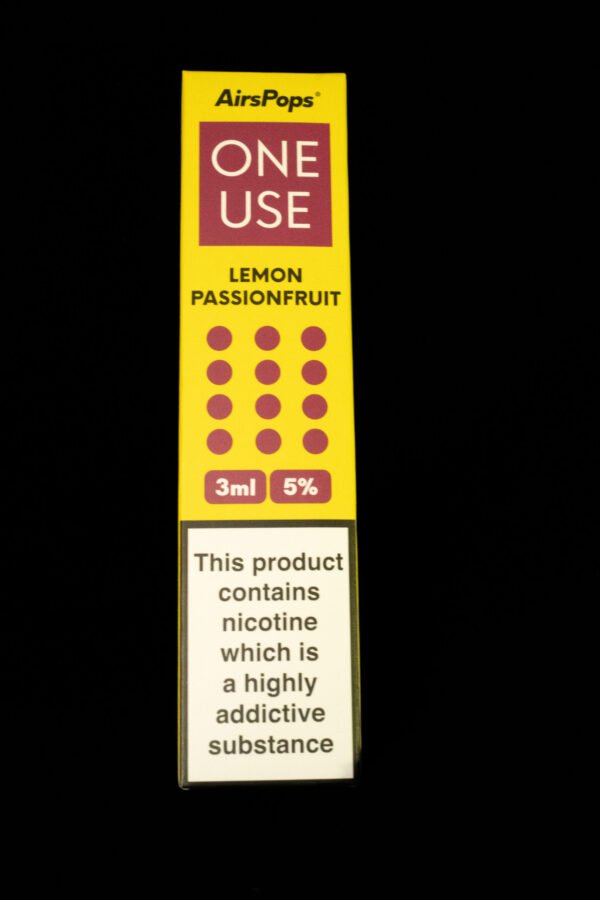 AirsPops®
ONE
USE
LEMON
PASSIONFRUIT
3ml 5%
This product
contains
nicotine
which is
a highly
addictive
substance